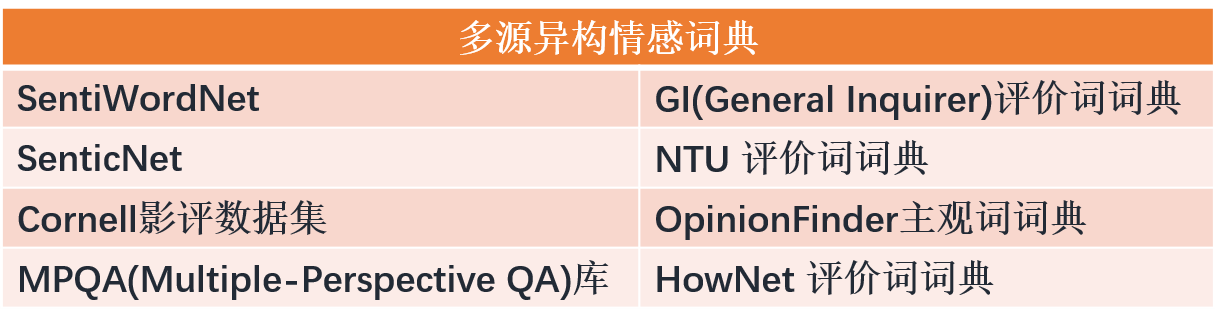 多源异构情感词典
SentiWordNet
GI(General Inquirer)评价词词典
SenticNet
NTU 评价词词典
Cornell影评数据集
OpinionFinder主观词词典
MPQA(Multiple-Perspective QA)库
HowNet 评价词词典